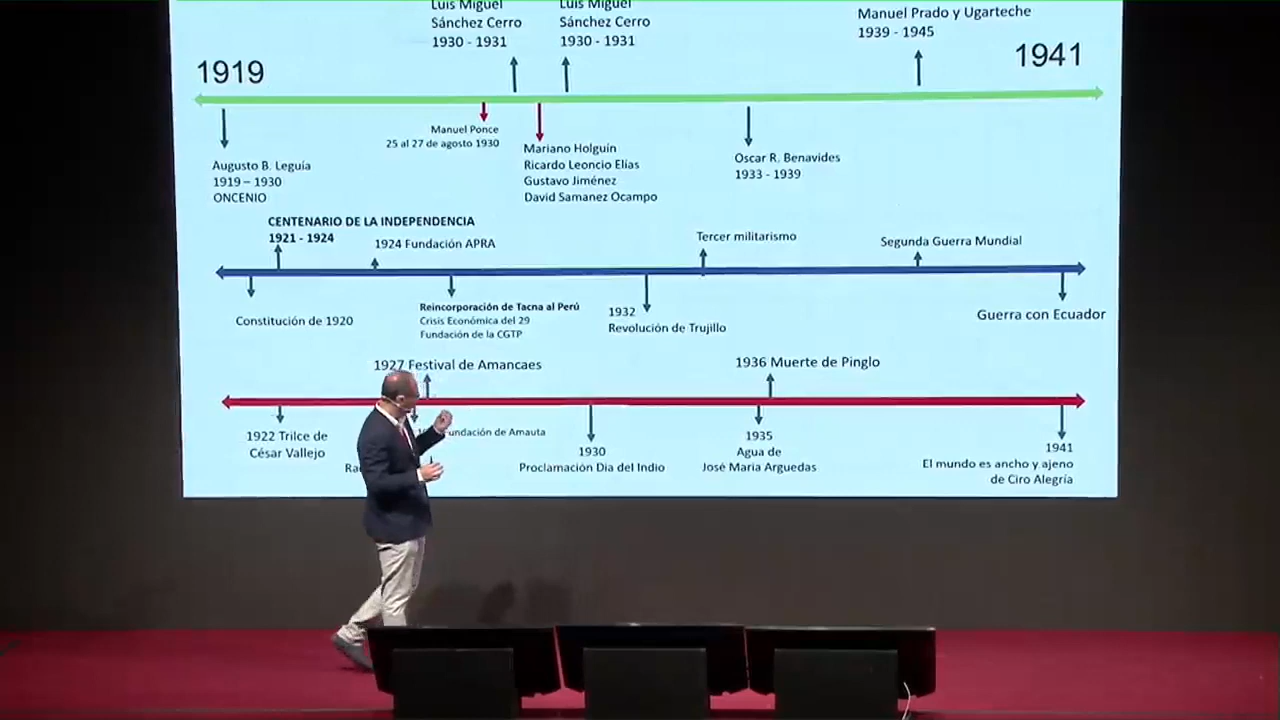 Luis Miguel
Sánchez Cerro
1930 - 1931
Luis Miguel
Sánchez Cerro
1930 - 1931
Manuel Prado y Ugarteche
1939 - 1945
1919
1941
Manuel Ponce
25 al 27 de agosto 1930
Augusto B. Leguía
1919 – 1930
ONCENIO
Mariano Holguín
Ricardo Leoncio Elías
Gustavo Jiménez
David Samanez Ocampo
Oscar R. Benavides
1933 - 1939
CENTENARIO DE LA INDEPENDENCIA
1921 - 1924
1924 Fundación APRA
Tercer militarismo
Segunda Guerra Mundial
Constitución de 1920
Reincorporación de Tacna al Perú
Crisis Económica del 29
Fundación de la CGTP
1932
Revolución de Trujillo
Guerra con Ecuador
1927 Festival de Amancaes
1936 Muerte de Pinglo
1922 Trilce de
César Vallejo
de Amauta
1930
Proclamación Dia del Indio
1935
Agua de
José Maria Arguedas
1941
El mundo es ancho y ajeno
de Ciro Alegría